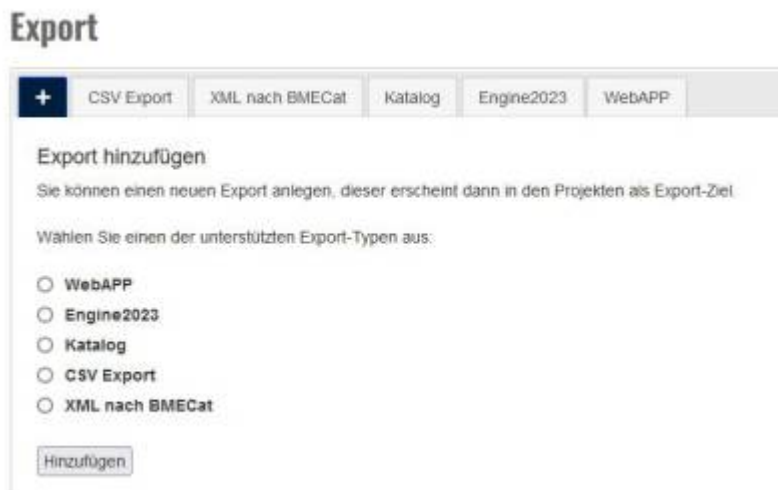 Export
+ CSV Export XML nach BMECat Katalog Engine2023 WebAPP
Export hinzufügen
Sie können einen neuen Export anlegen, dieser erscheint dann in den Projekten als Export-Ziel.
Wählen Sie einen der unterstützten Export-Typen aus:
WebAPP
Engine2023
Katalog
CSV Export
XML nach BMECat
Hinzufügen